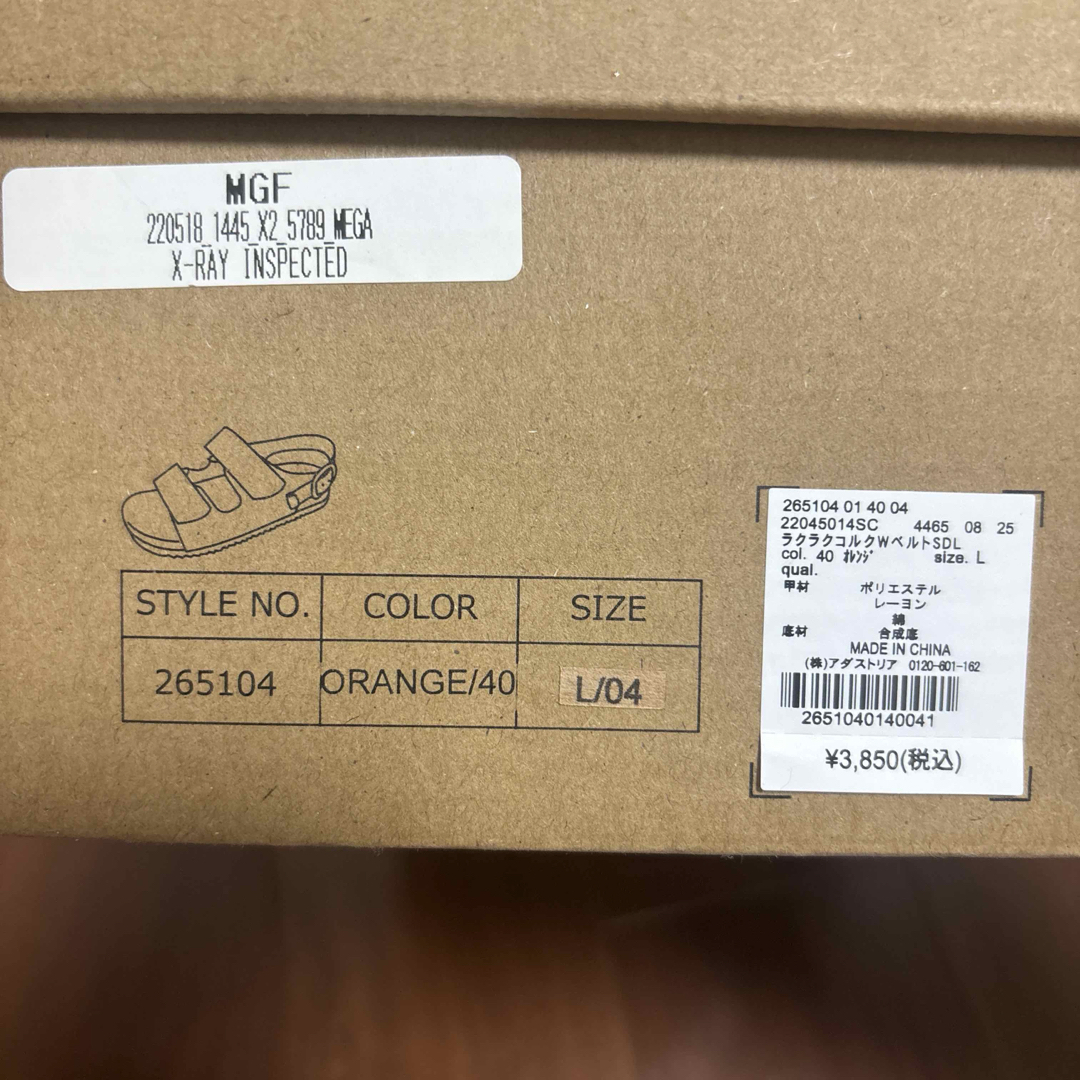 MGF
220518_1445_X2_5789_MEGA
X-RAY INSPECTED
STYLE NO. COLOR SIZE
265104 ORANGE/40 L/04
265104 01 40 04
22045014SC 4465 08 25
ラクラクコルクWベルトSDL
col. 40 ｵﾚﾝｼﾞ size. L
qual.
甲材 ポリエステル
レーヨン
綿
底材 合成底
MADE IN CHINA
(株)アダストリア 0120-601-162
2651040140041
¥3,850(税込)